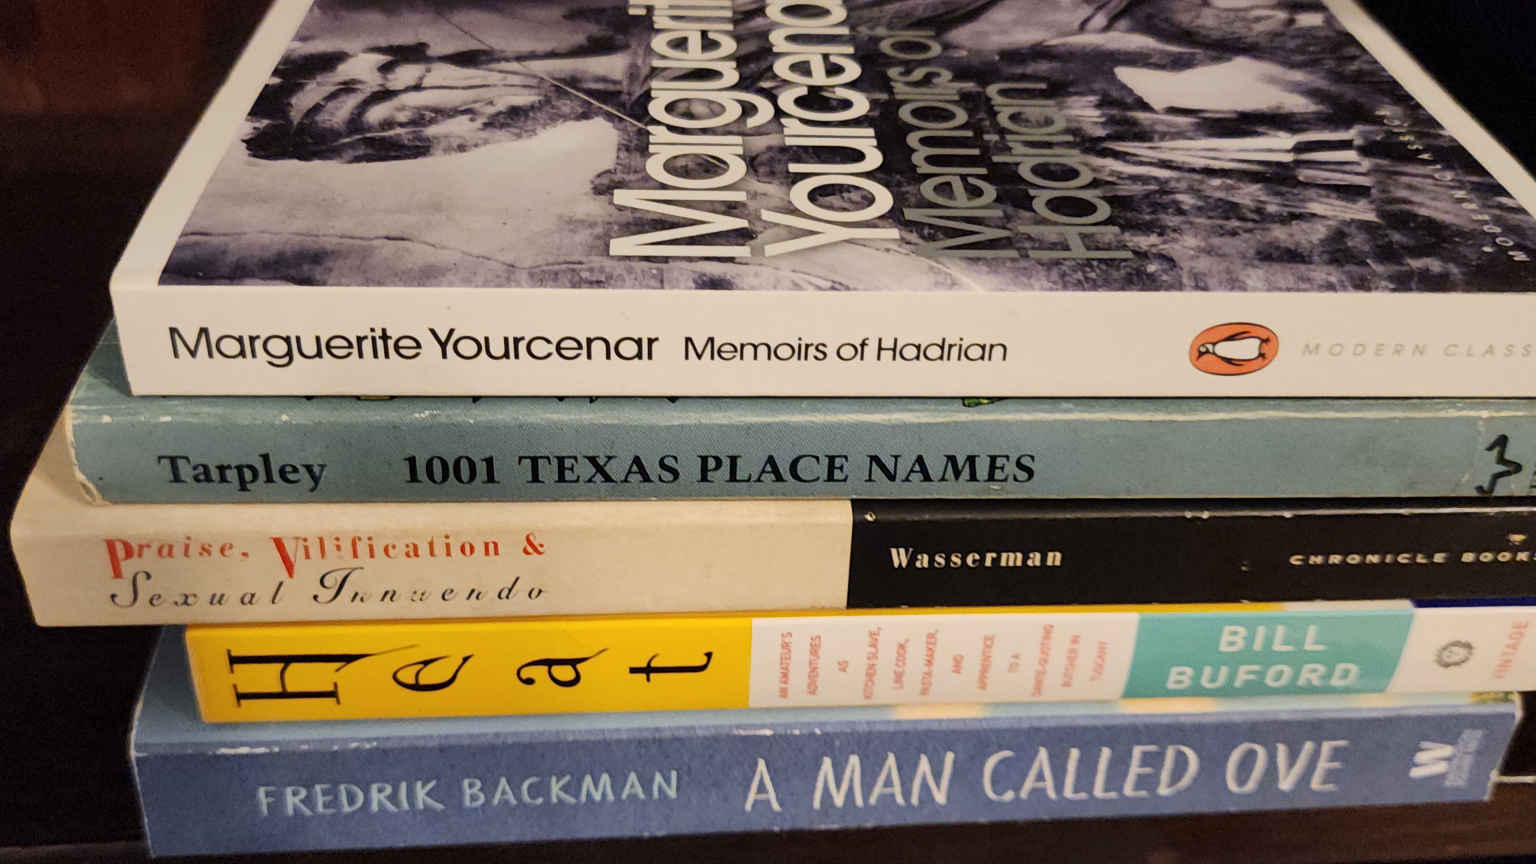 Marguerite
Yourcenar
Memoirs of
Hadrian
Marguerite Yourcenar Memoirs of Hadrian
MODERN CLASS
Tarpley 1001 TEXAS PLACE NAMES
Praise, Vilification &
Sexual Innuendo
Wasserman
CHRONICLE BOOKS
Heat
AN AMATEUR'S
ADVENTURES
AS
KITCHEN SLAVE,
LINE COOK,
PASTA-MAKER,
AND
APPRENTICE
TO A
DANTE-QUOTING
BUTCHER IN
TUSCANY
BILL
BUFORD
VINTAGE
FREDRIK BACKMAN A MAN CALLED OVE
W